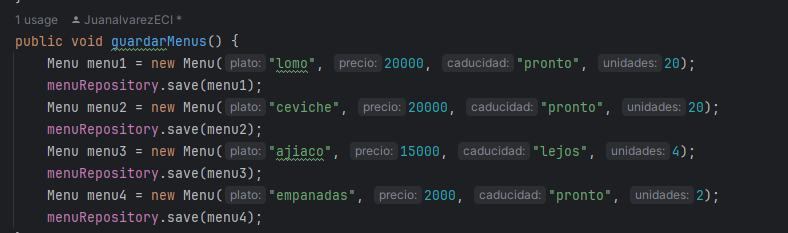 1 usage JuanalvarezECI *
public void guardarMenus() {
Menu menu1 = new Menu( plato: "lomo", precio: 20000, caducidad: "pronto", unidades: 20);
menuRepository.save(menu1);
Menu menu2 = new Menu( plato: "ceviche", precio: 20000, caducidad: "pronto", unidades: 20);
menuRepository.save(menu2);
Menu menu3 = new Menu( plato: "ajiaco", precio: 15000, caducidad: "lejos", unidades: 4);
menuRepository.save(menu3);
Menu menu4 = new Menu( plato: "empanadas", precio: 2000, caducidad: "pronto", unidades: 2);
menuRepository.save(menu4);